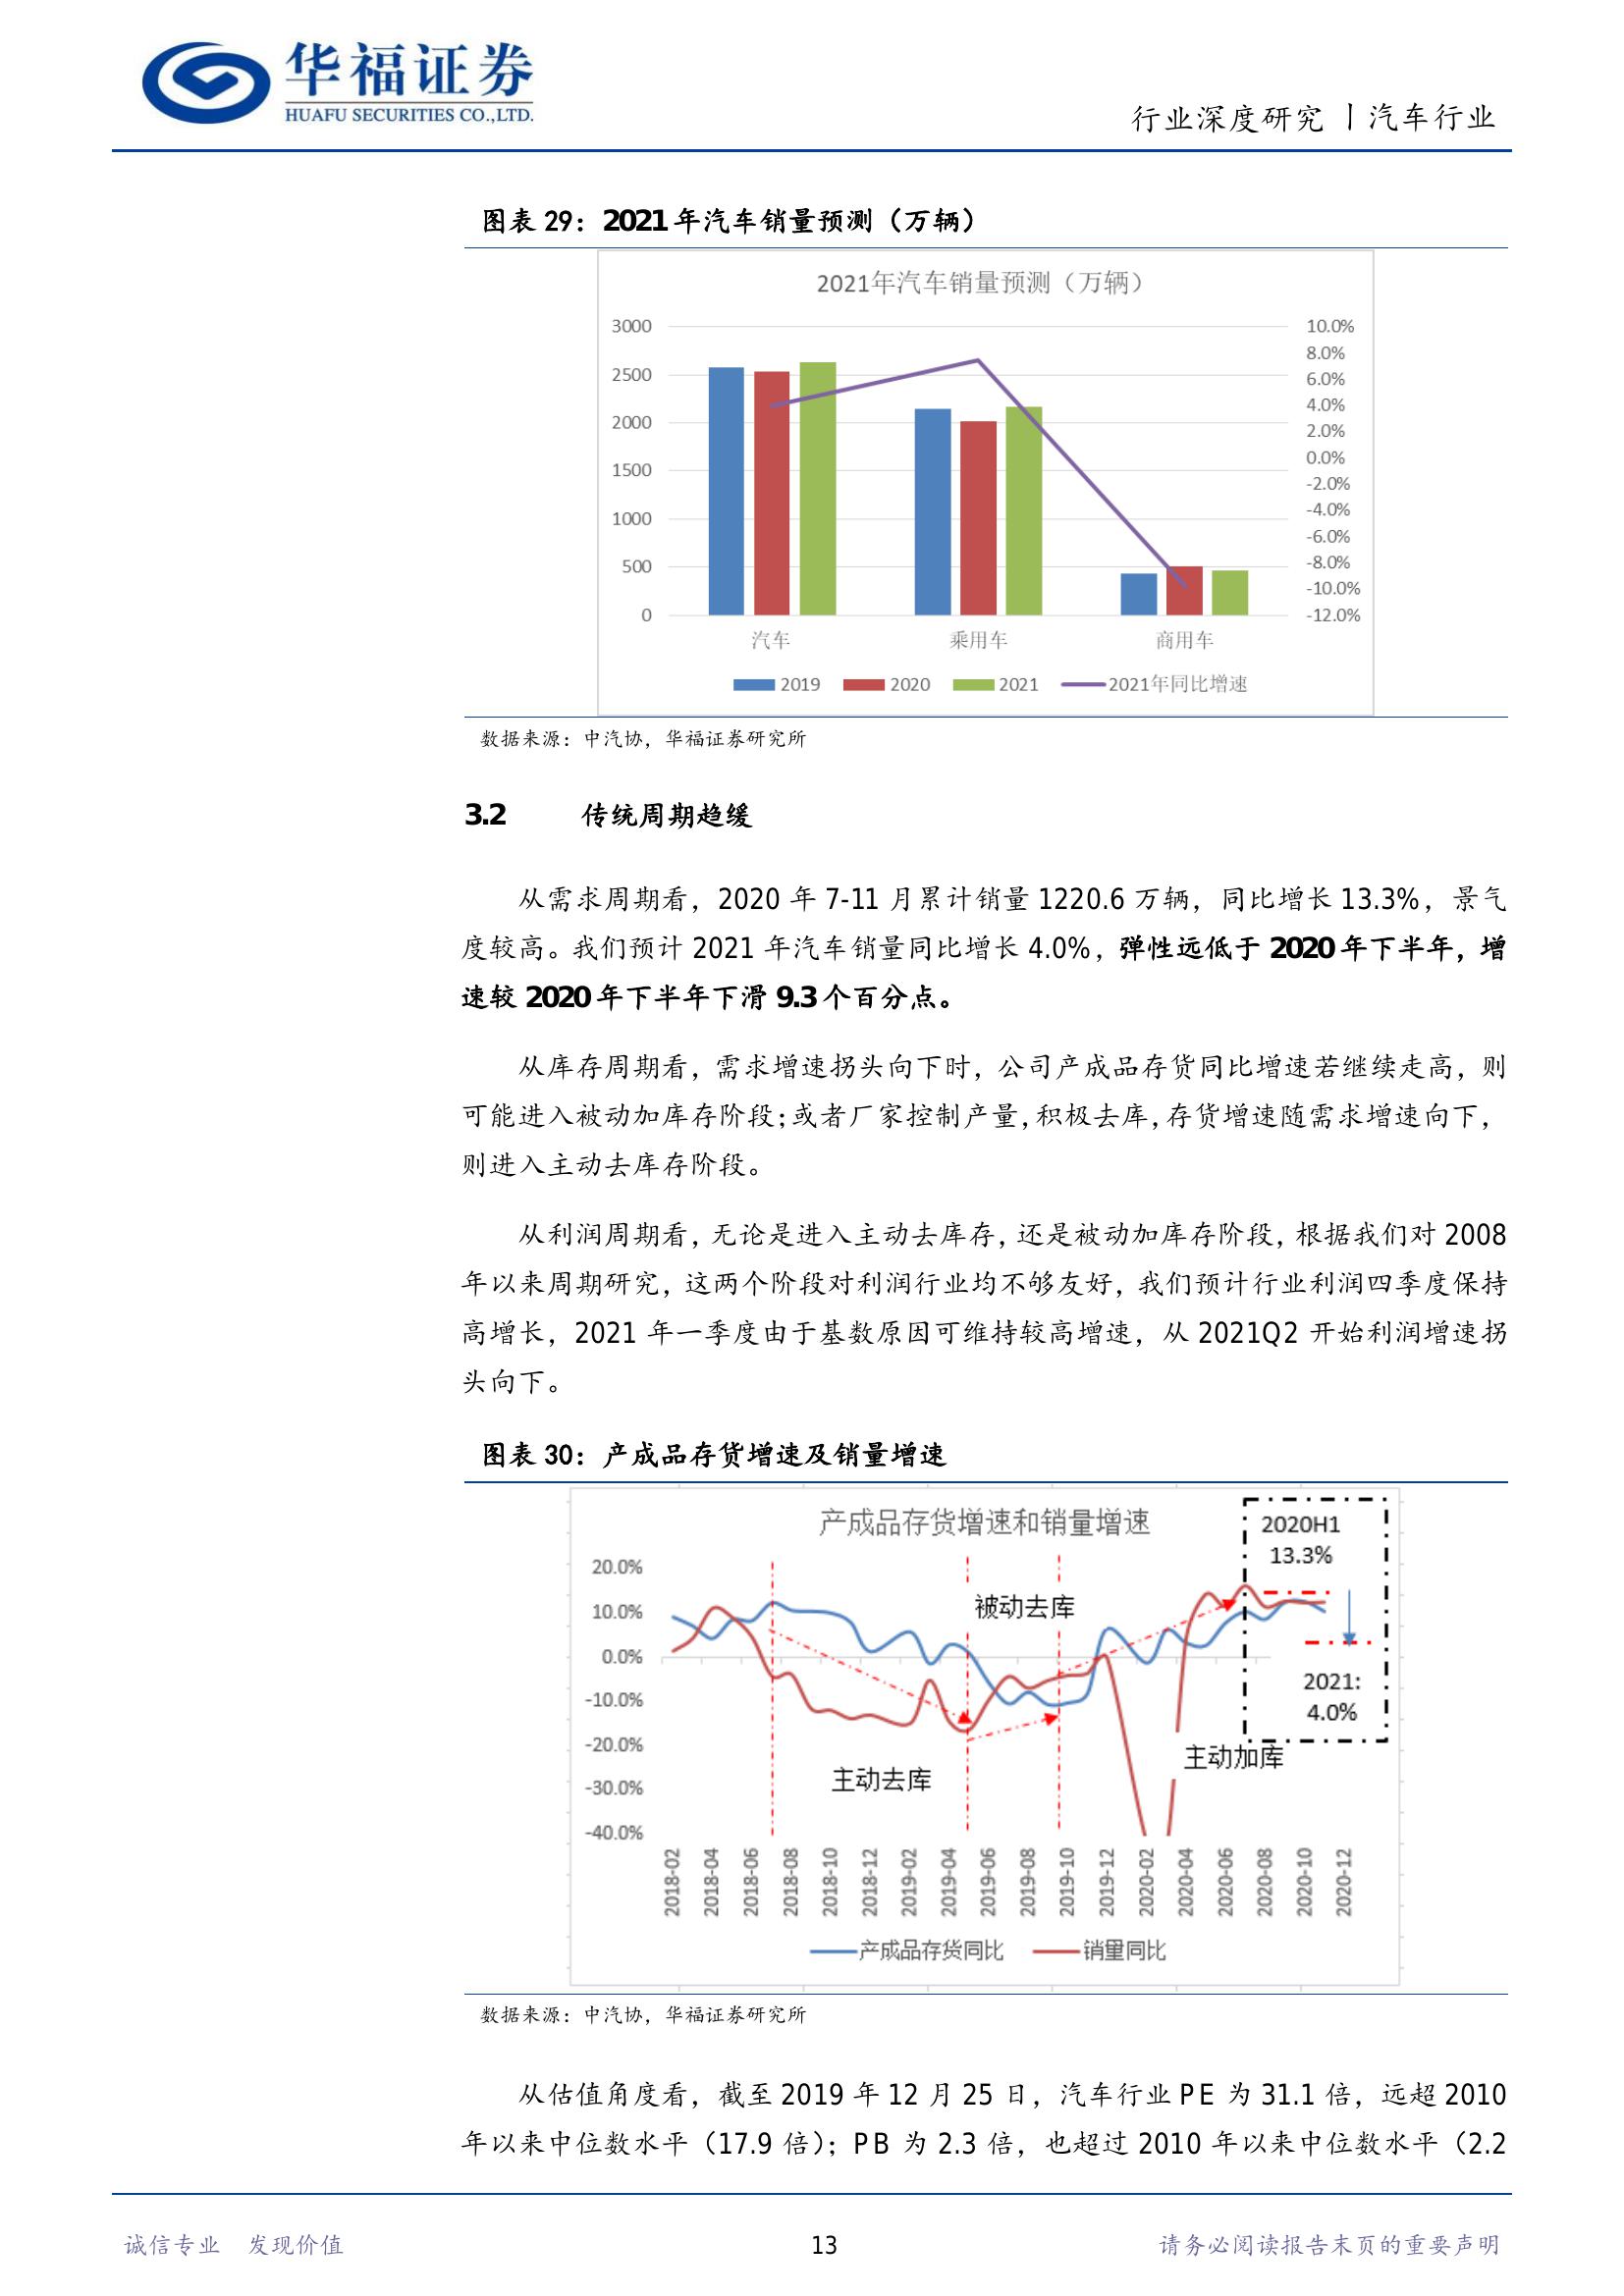 华福证券
HUAFU SECURITIES CO.,LTD.
行业深度研究 丨汽车行业
图表 29：2021 年汽车销量预测（万辆）
2021年汽车销量预测（万辆）
3000
2500
2000
1500
1000
500
0
10.0%
8.0%
6.0%
4.0%
2.0%
0.0%
-2.0%
-4.0%
-6.0%
-8.0%
-10.0%
-12.0%
汽车 乘用车 商用车
2019 2020 2021 2021年同比增速
数据来源：中汽协，华福证券研究所
3.2 传统周期趋缓
从需求周期看，2020 年 7-11 月累计销量 1220.6 万辆，同比增长 13.3%，景气
度较高。我们预计 2021 年汽车销量同比增长 4.0%，弹性远低于 2020 年下半年，增
速较 2020 年下半年下滑 9.3 个百分点。
从库存周期看，需求增速拐头向下时，公司产成品存货同比增速若继续走高，则
可能进入被动加库存阶段；或者厂家控制产量，积极去库，存货增速随需求增速向下，
则进入主动去库存阶段。
从利润周期看，无论是进入主动去库存，还是被动加库存阶段，根据我们对 2008
年以来周期研究，这两个阶段对利润行业均不够友好，我们预计行业利润四季度保持
高增长，2021 年一季度由于基数原因可维持较高增速，从 2021Q2 开始利润增速拐
头向下。
图表 30：产成品存货增速及销量增速
产成品存货增速和销量增速
20.0%
10.0%
0.0%
-10.0%
-20.0%
-30.0%
-40.0%
被动去库
主动去库
主动加库
2020H1
13.3%
2021:
4.0%
2018-02 2018-04 2018-06 2018-08 2018-10 2018-12 2019-02 2019-04 2019-06 2019-08 2019-10 2019-12 2020-02 2020-04 2020-06 2020-08 2020-10 2020-12
产成品存货同比 销量同比
数据来源：中汽协，华福证券研究所
从估值角度看，截至 2019 年 12 月 25 日，汽车行业 PE 为 31.1 倍，远超 2010
年以来中位数水平（17.9 倍）；PB 为 2.3 倍，也超过 2010 年以来中位数水平（2.2
诚信专业 发现价值 13 请务必阅读报告末页的重要声明